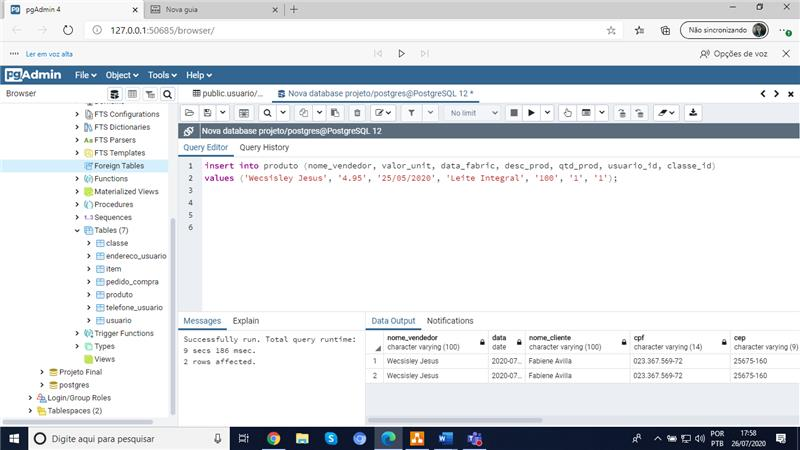 pgAdmin 4
Nova guia
127.0.0.1:50685/browser/
Não sincronizando
Ler em voz alta
Opções de voz
pgAdmin File Object Tools Help
Browser
public.usuario/...
Nova database projeto/postgres@PostgreSQL 12 *
No limit
Nova database projeto/postgres@PostgreSQL 12
Query Editor Query History
FTS Configurations
FTS Dictionaries
FTS Parsers
FTS Templates
Foreign Tables
Functions
Materialized Views
Procedures
1..3 Sequences
Tables (7)
classe
endereco_usuario
item
pedido_compra
produto
telefone_usuario
usuario
Trigger Functions
Types
Views
Projeto Final
postgres
Login/Group Roles
Tablespaces (2)
1 insert into produto (nome_vendedor, valor_unit, data_fabric, desc_prod, qtd_prod, usuario_id, classe_id)
2 values ('Wecsisley Jesus', '4.95', '25/05/2020', 'Leite Integral', '100', '1', '1');
3
4
5
6
Messages Explain
Successfully run. Total query runtime:
9 secs 186 msec.
2 rows affected.
Data Output Notifications
nome_vendedor data nome_cliente cpf cep
character varying (100) date character varying (100) character varying (14) character varying (9)
1 Wecsisley Jesus 2020-07... Fabiene Avilla 023.367.569-72 25675-160
2 Wecsisley Jesus 2020-07... Fabiene Avilla 023.367.569-72 25675-160
Digite aqui para pesquisar
POR
PTB
17:58
26/07/2020